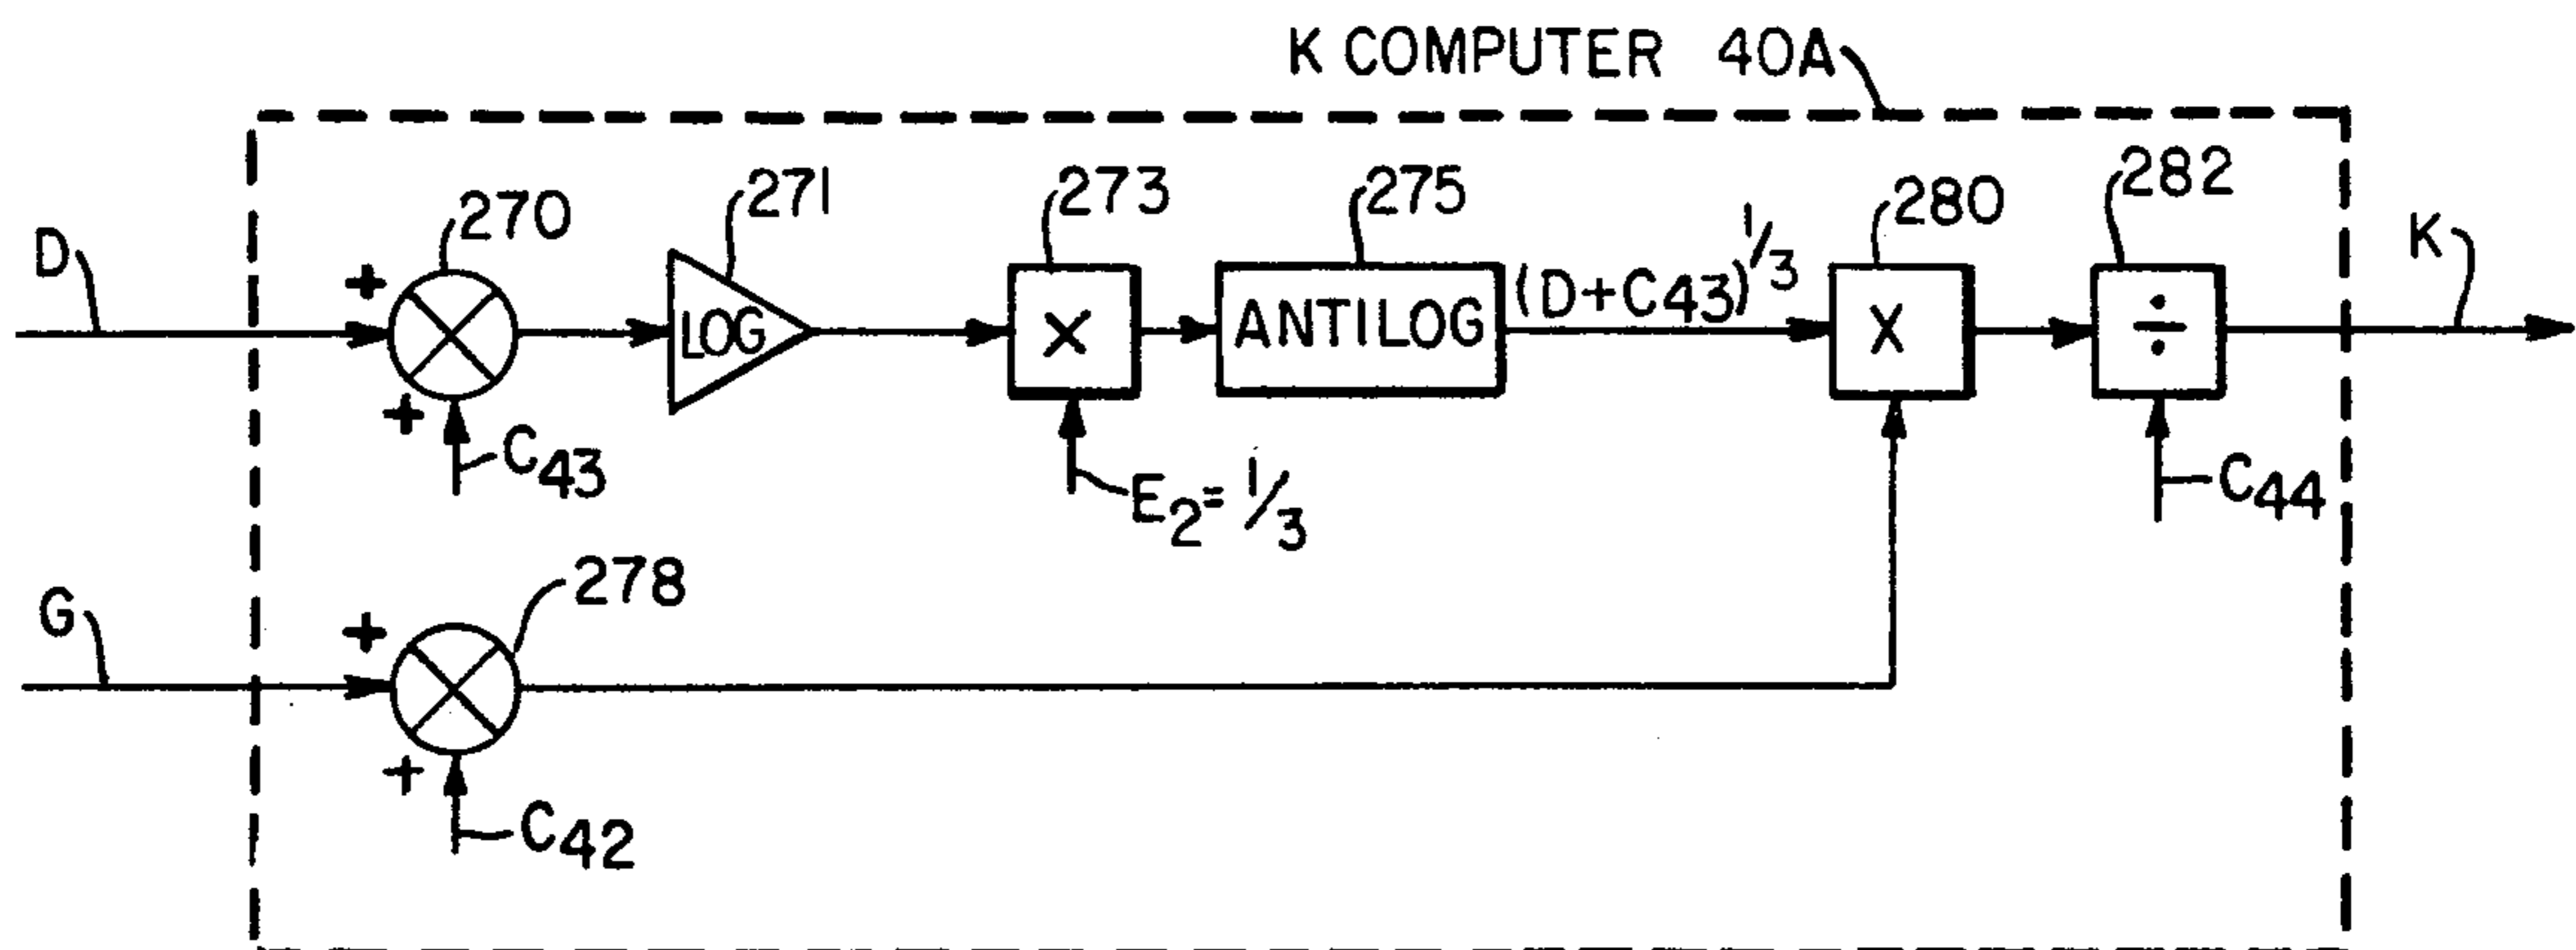 K COMPUTER 40A
270
271
273
275
280
282
D
+
LOG
×
ANTILOG
(D+C43)^1/3
X
÷
K
+
C43
E2=1/3
C44
G
+
278
+
C42